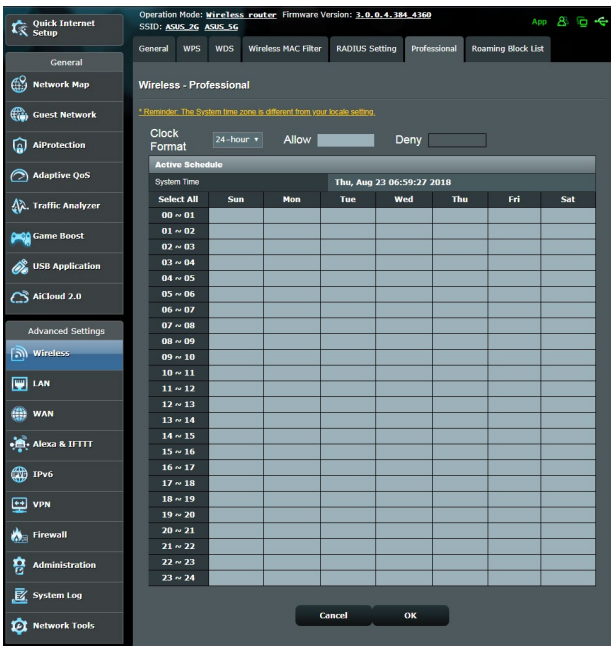 Quick Internet
Setup
General
Network Map
Guest Network
AiProtection
Adaptive QoS
Traffic Analyzer
Game Boost
USB Application
AiCloud 2.0
Advanced Settings
Wireless
LAN
WAN
Alexa & IFTTT
IPv6
VPN
Firewall
Administration
System Log
Network Tools
Operation Mode: Wireless router Firmware Version: 3.0.0.4.384_4360
SSID: ASUS_2G ASUS_5G
App
General WPS WDS Wireless MAC Filter RADIUS Setting Professional Roaming Block List
Wireless - Professional
* Reminder: The System time zone is different from your locale setting.
Clock
Format
24-hour Allow Deny
Active Schedule
System Time Thu, Aug 23 06:59:27 2018
Select All Sun Mon Tue Wed Thu Fri Sat
00 ~ 01
01 ~ 02
02 ~ 03
03 ~ 04
04 ~ 05
05 ~ 06
06 ~ 07
07 ~ 08
08 ~ 09
09 ~ 10
10 ~ 11
11 ~ 12
12 ~ 13
13 ~ 14
14 ~ 15
15 ~ 16
16 ~ 17
17 ~ 18
18 ~ 19
19 ~ 20
20 ~ 21
21 ~ 22
22 ~ 23
23 ~ 24
Cancel OK